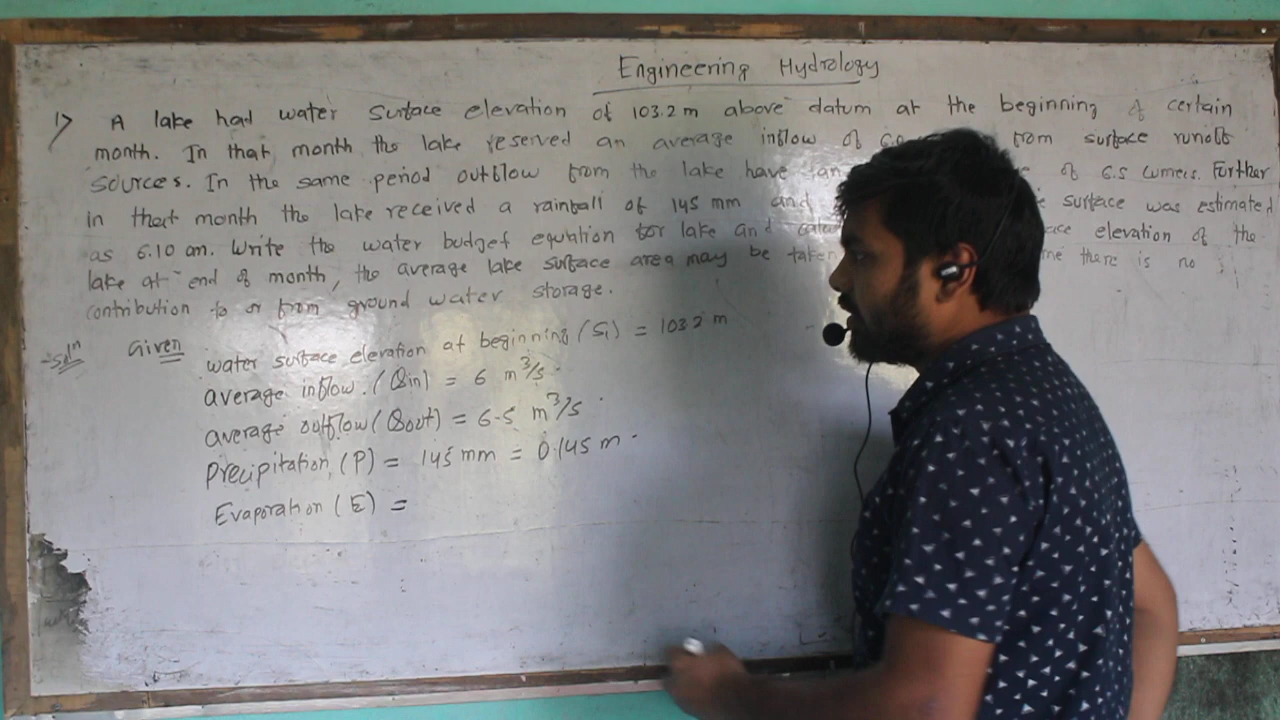 Engineering Hydrology
1) A lake had water surface elevation of 103.2 m above datum at the beginning of certain
month. In that month the lake reserved an average inflow of 6.0 from surface runoff
sources. In the same period outflow from the lake have of 6.5 cumecs. Further
in that month the lake received a rainfall of 145 mm and surface was estimated
as 6.10 cm. Write the water budget equation for lake and elevation of the
lake at end of month, the average lake surface area may be taken there is no
contribution to or from ground water storage.
Soln Given
water surface elevation at beginning (S1) = 103.2 m
average inflow (Qin) = 6 m³/s
average outflow (Qout) = 6.5 m³/s
Precipitation (P) = 145 mm = 0.145 m
Evaporation (E) =